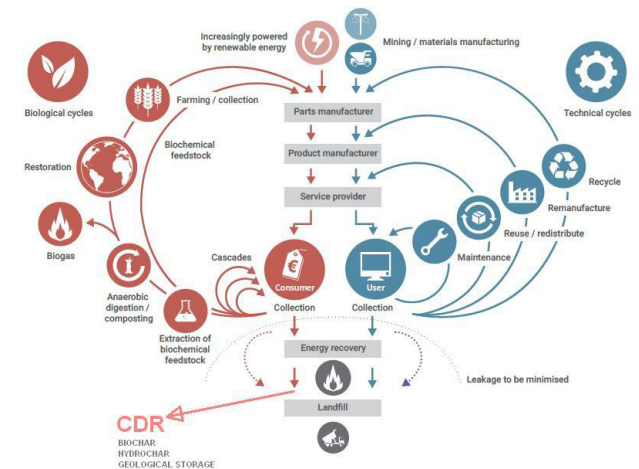 Increasingly powered
by renewable energy
Mining / materials manufacturing
Biological cycles
Technical cycles
Farming / collection
Parts manufacturer
Biochemical
feedstock
Product manufacturer
Restoration
Recycle
Service provider
Remanufacture
Reuse / redistribute
Biogas
Cascades
Maintenance
Consumer
User
Anaerobic
digestion /
composting
Collection
Collection
Extraction of
biochemical
feedstock
Energy recovery
Leakage to be minimised
Landfill
CDR
BIOCHAR
HYDROCHAR
GEOLOGICAL STORAGE